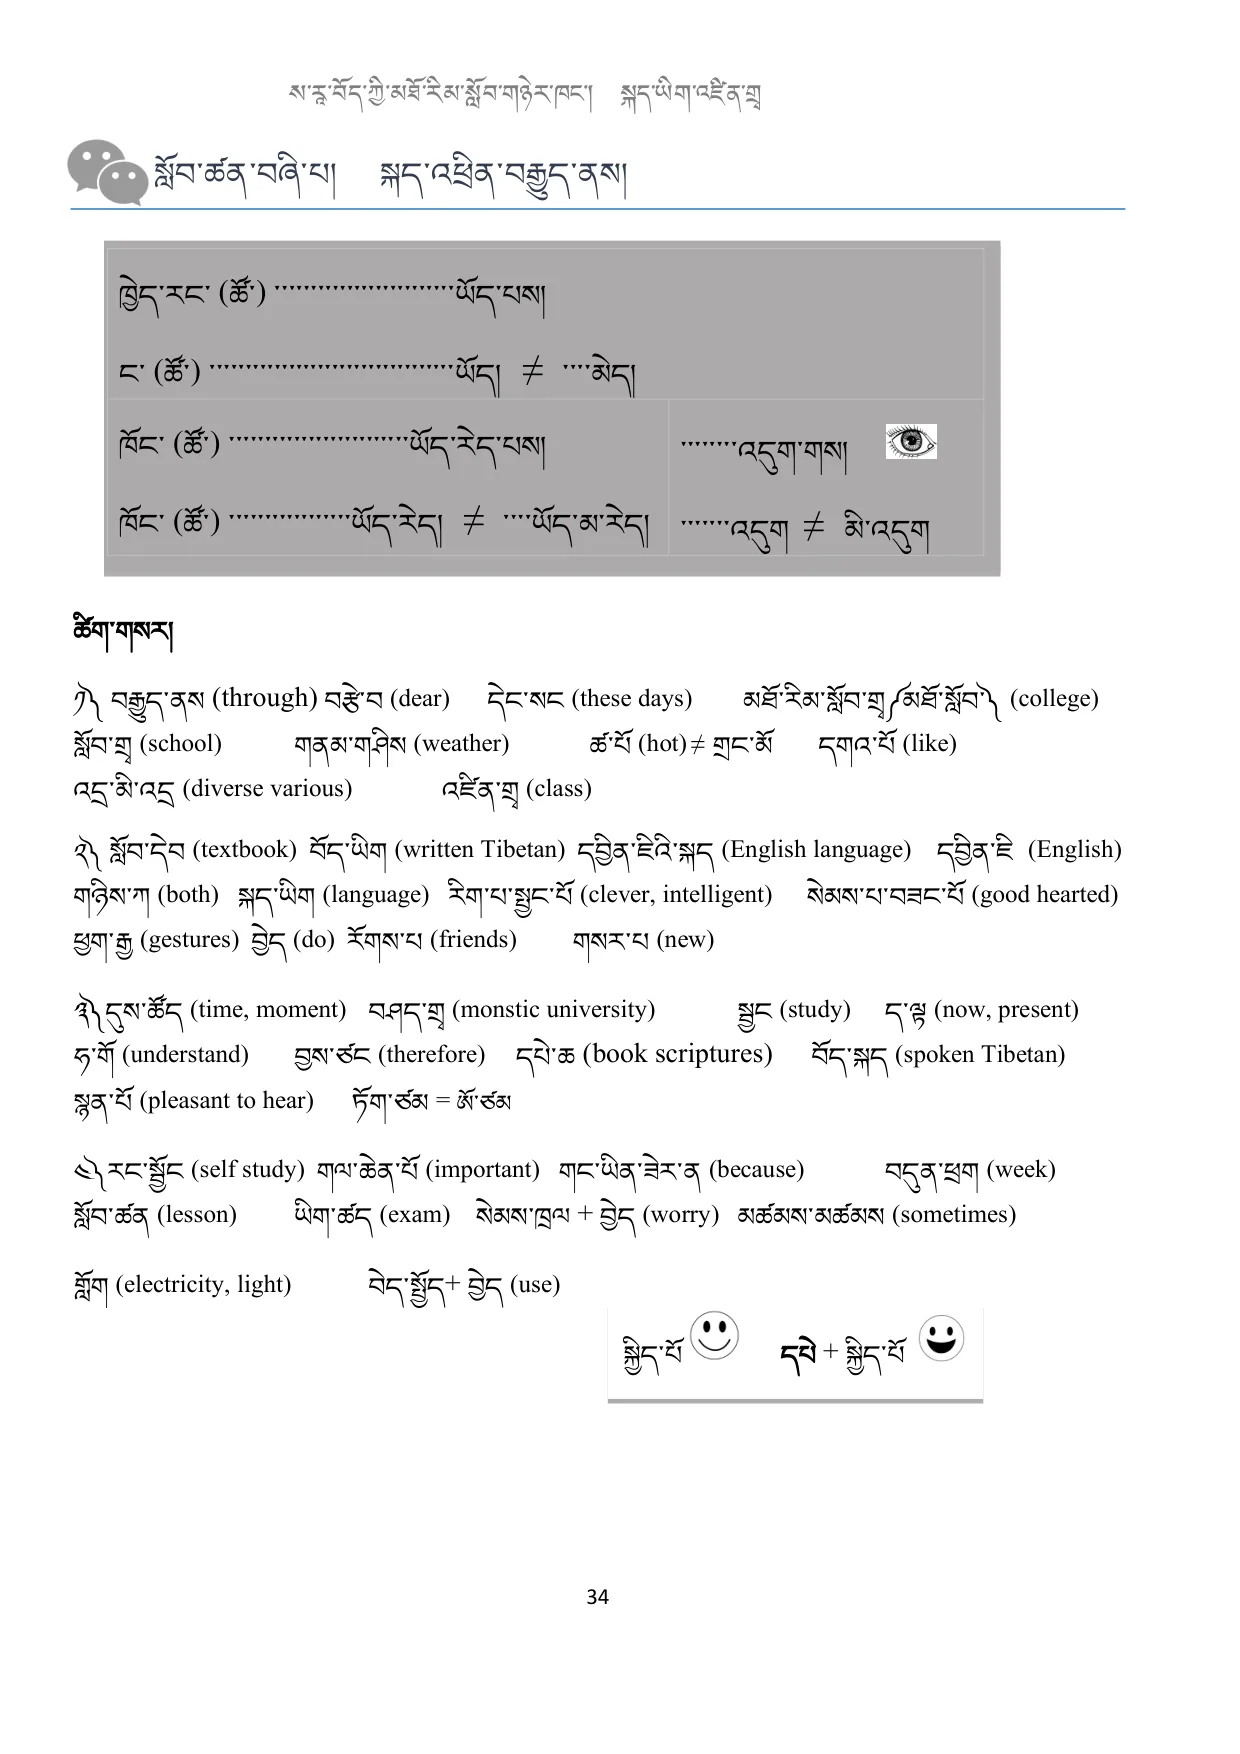 ས་རཱ་བོད་ཀྱི་མཐོ་རིམ་སློབ་གཉེར་ཁང་། སྐད་ཡིག་འཛིན་གྲྭ
སློབ་ཚན་བཞི་པ། སྐད་འཕྲིན་བརྒྱུད་ནས།
ཁྱེད་རང་ (ཚོ་) ་་་་་་་་་་་་་་་་་་་་་་་་་ཡོད་པས།
ང་ (ཚོ་) ་་་་་་་་་་་་་་་་་་་་་་་་་་་་་་་་་་ཡོད། ≠ ་་་་མེད།
ཁོང་ (ཚོ་) ་་་་་་་་་་་་་་་་་་་་་་་་་ཡོད་རེད་པས། ་་་་་་་་འདུག་གས།
ཁོང་ (ཚོ་) ་་་་་་་་་་་་་་་་་ཡོད་རེད། ≠ ་་་་ཡོད་མ་རེད། ་་་་་་་འདུག ≠ མི་འདུག
ཚིག་གསར།
༡༽ བརྒྱུད་ནས (through) བརྩེ་བ (dear) དེང་སང (these days) མཐོ་རིམ་སློབ་གྲྭ༼མཐོ་སློབ་༽ (college)
སློབ་གྲྭ (school) གནམ་གཤིས (weather) ཚ་པོ (hot)≠ གྲང་མོ དགའ་པོ (like)
འདྲ་མི་འདྲ (diverse various) འཛིན་གྲྭ (class)
༢༽ སློབ་དེབ (textbook) བོད་ཡིག (written Tibetan) དབྱིན་ཇིའི་སྐད (English language) དབྱིན་ཇི (English)
གཉིས་ཀ (both) སྐད་ཡིག (language) རིག་པ་སྤྱང་པོ (clever, intelligent) སེམས་པ་བཟང་པོ (good hearted)
ཕྱག་རྒྱ (gestures) བྱེད (do) རོགས་པ (friends) གསར་པ (new)
༣༽དུས་ཚོད (time, moment) བཤད་གྲྭ (monstic university) སྦྱང (study) ད་ལྟ (now, present)
ཧ་གོ (understand) བྱས་ཙང (therefore) དཔེ་ཆ (book scriptures) བོད་སྐད (spoken Tibetan)
སྙན་པོ (pleasant to hear) ཏོག་ཙམ = ཨོ་ཙམ
༤༽རང་སྦྱོང (self study) གལ་ཆེན་པོ (important) གང་ཡིན་ཟེར་ན (because) བདུན་ཕྲག (week)
སློབ་ཚན (lesson) ཡིག་ཚད (exam) སེམས་ཁྲལ + བྱེད (worry) མཚམས་མཚམས (sometimes)
གློག (electricity, light) བེད་སྤྱོད+ བྱེད (use)
སྐྱིད་པོ དཔེ + སྐྱིད་པོ
34